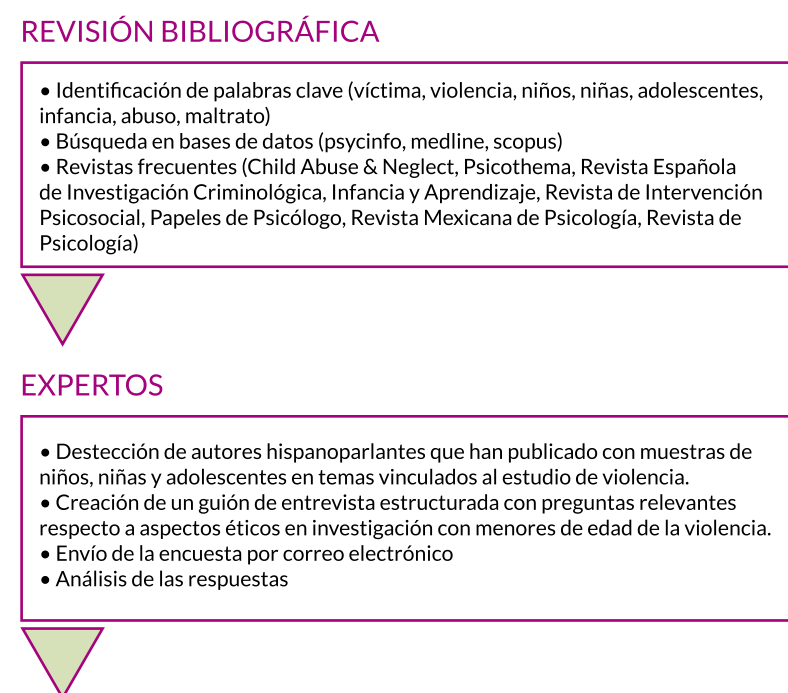 REVISIÓN BIBLIOGRÁFICA
• Identificación de palabras clave (víctima, violencia, niños, niñas, adolescentes,
infancia, abuso, maltrato)
• Búsqueda en bases de datos (psycinfo, medline, scopus)
• Revistas frecuentes (Child Abuse & Neglect, Psicothema, Revista Española
de Investigación Criminológica, Infancia y Aprendizaje, Revista de Intervención
Psicosocial, Papeles de Psicólogo, Revista Mexicana de Psicología, Revista de
Psicología)
EXPERTOS
• Destección de autores hispanoparlantes que han publicado con muestras de
niños, niñas y adolescentes en temas vinculados al estudio de violencia.
• Creación de un guión de entrevista estructurada con preguntas relevantes
respecto a aspectos éticos en investigación con menores de edad de la violencia.
• Envío de la encuesta por correo electrónico
• Análisis de las respuestas